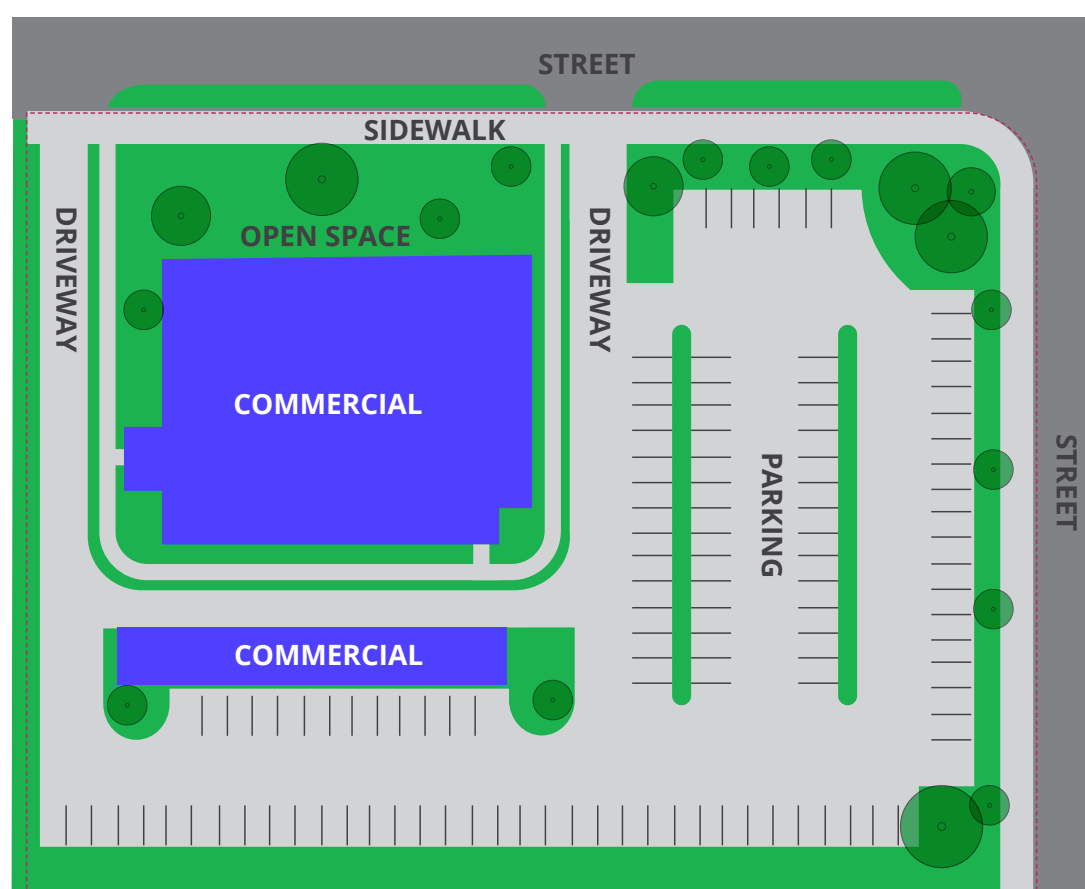 STREET
SIDEWALK
DRIVEWAY
OPEN SPACE
DRIVEWAY
COMMERCIAL
PARKING
STREET
COMMERCIAL